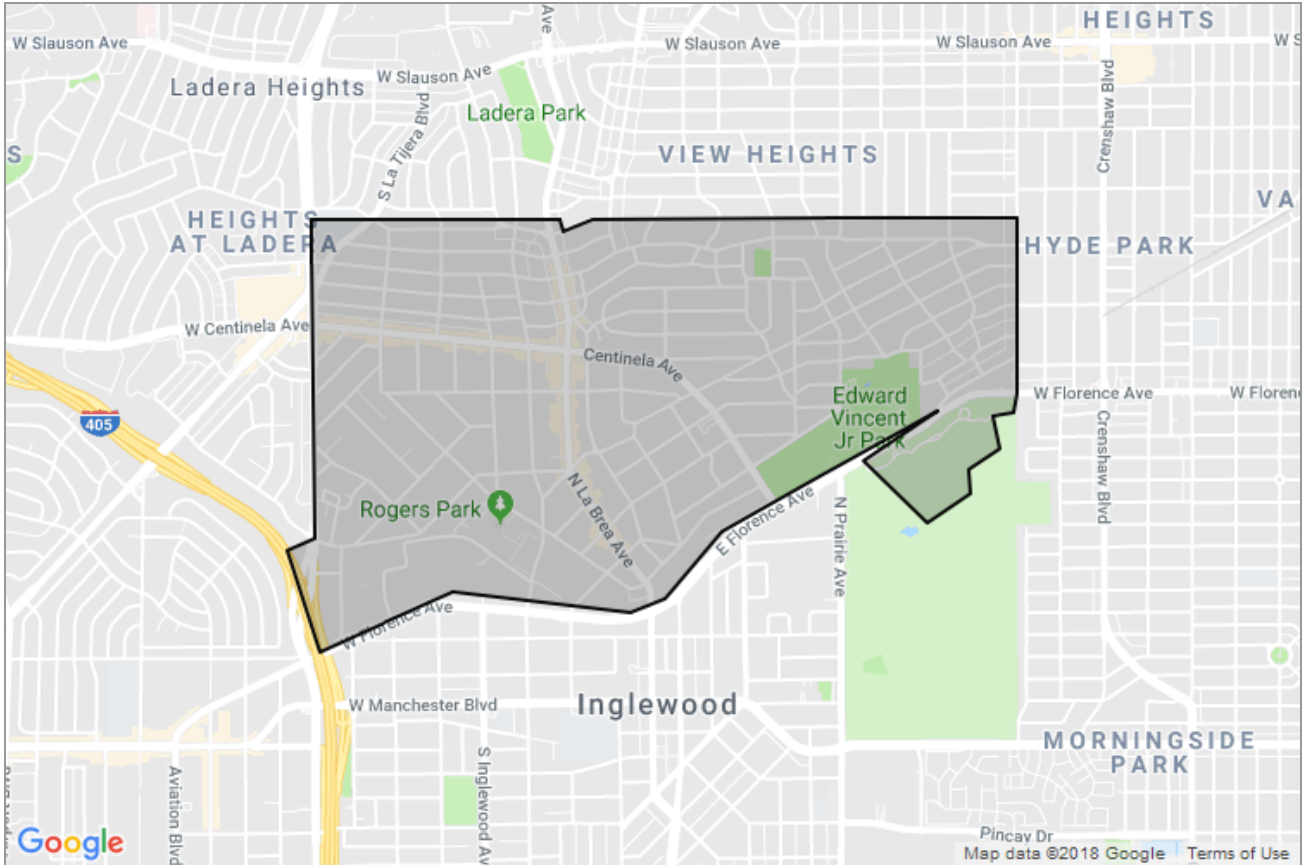 HEIGHTS
W Slauson Ave
W Slauson Ave
W Slauson Ave
W Slauson Ave
Ave
Ladera Heights
Ladera Park
S La Tijera Blvd
Crenshaw Blvd
VIEW HEIGHTS
HEIGHTS
AT LADERA
HYDE PARK
W Centinela Ave
Centinela Ave
405
Edward
Vincent
Jr Park
W Florence Ave
Crenshaw Blvd
Rogers Park
N La Brea Ave
E Florence Ave
N Prairie Ave
W Florence Ave
W Manchester Blvd
Inglewood
S Inglewood Av
Aviation Blvd
MORNINGSIDE
PARK
Pincay Dr
Google
Map data ©2018 Google
Terms of Use